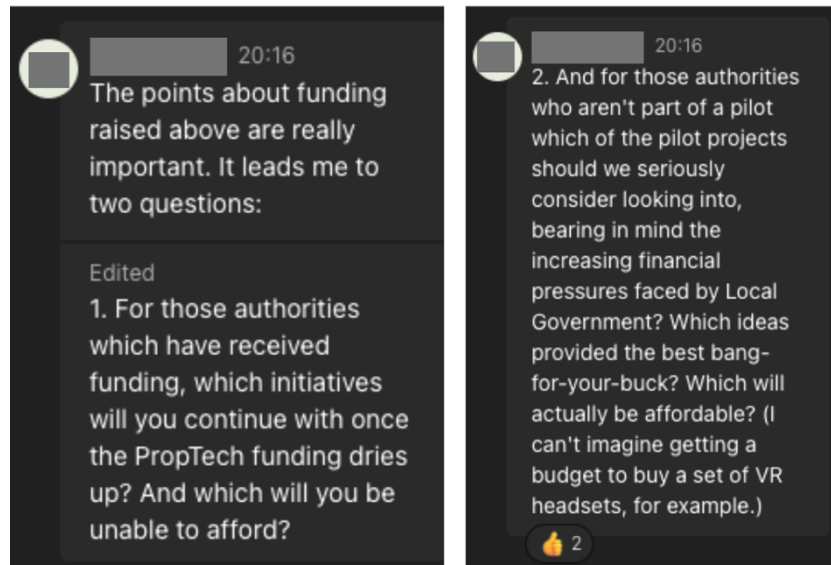 20:16
The points about funding
raised above are really
important. It leads me to
two questions:
Edited
1. For those authorities
which have received
funding, which initiatives
will you continue with once
the PropTech funding dries
up? And which will you be
unable to afford?
20:16
2. And for those authorities
who aren't part of a pilot
which of the pilot projects
should we seriously
consider looking into,
bearing in mind the
increasing financial
pressures faced by Local
Government? Which ideas
provided the best bang-
for-your-buck? Which will
actually be affordable? (I
can't imagine getting a
budget to buy a set of VR
headsets, for example.)
👍 2